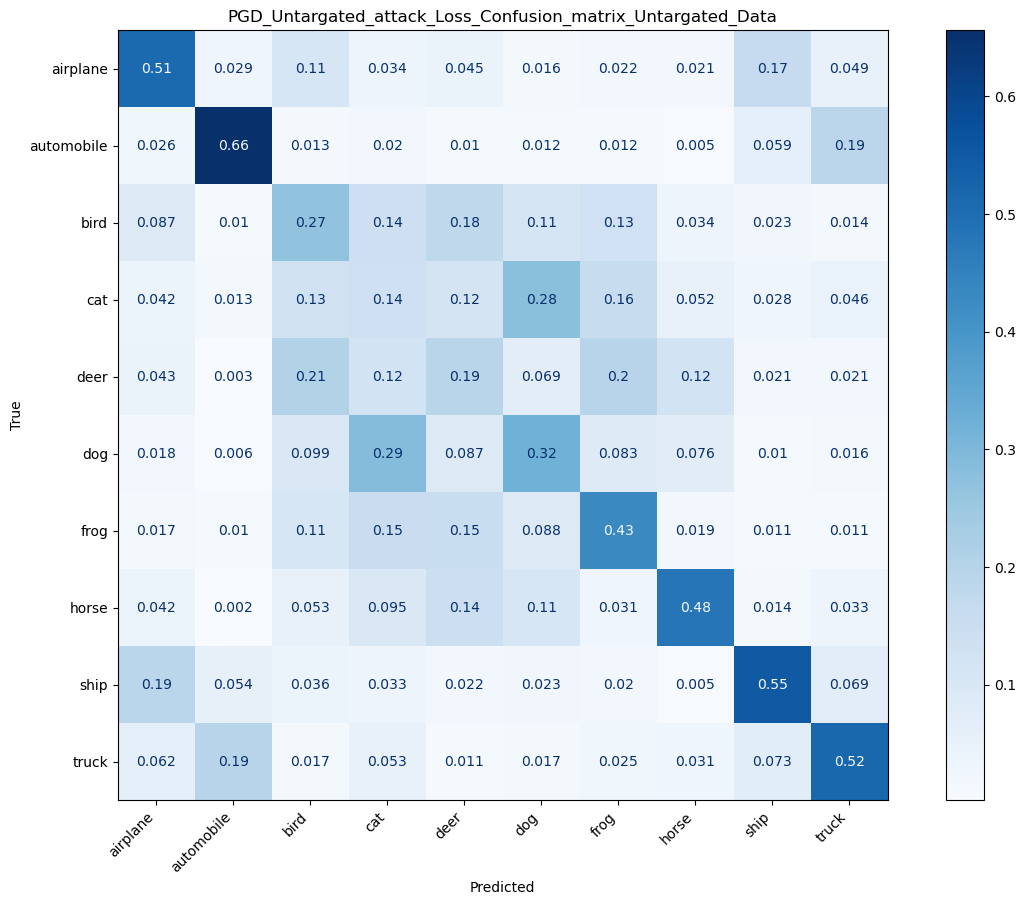 PGD_Untargated_attack_Loss_Confusion_matrix_Untargated_Data
airplane 0.51 0.029 0.11 0.034 0.045 0.016 0.022 0.021 0.17 0.049
automobile 0.026 0.66 0.013 0.02 0.01 0.012 0.012 0.005 0.059 0.19
bird 0.087 0.01 0.27 0.14 0.18 0.11 0.13 0.034 0.023 0.014
cat 0.042 0.013 0.13 0.14 0.12 0.28 0.16 0.052 0.028 0.046
deer 0.043 0.003 0.21 0.12 0.19 0.069 0.2 0.12 0.021 0.021
dog 0.018 0.006 0.099 0.29 0.087 0.32 0.083 0.076 0.01 0.016
frog 0.017 0.01 0.11 0.15 0.15 0.088 0.43 0.019 0.011 0.011
horse 0.042 0.002 0.053 0.095 0.14 0.11 0.031 0.48 0.014 0.033
ship 0.19 0.054 0.036 0.033 0.022 0.023 0.02 0.005 0.55 0.069
truck 0.062 0.19 0.017 0.053 0.011 0.017 0.025 0.031 0.073 0.52
True
airplane automobile bird cat deer dog frog horse ship truck
Predicted
0.6
0.5
0.4
0.3
0.2
0.1